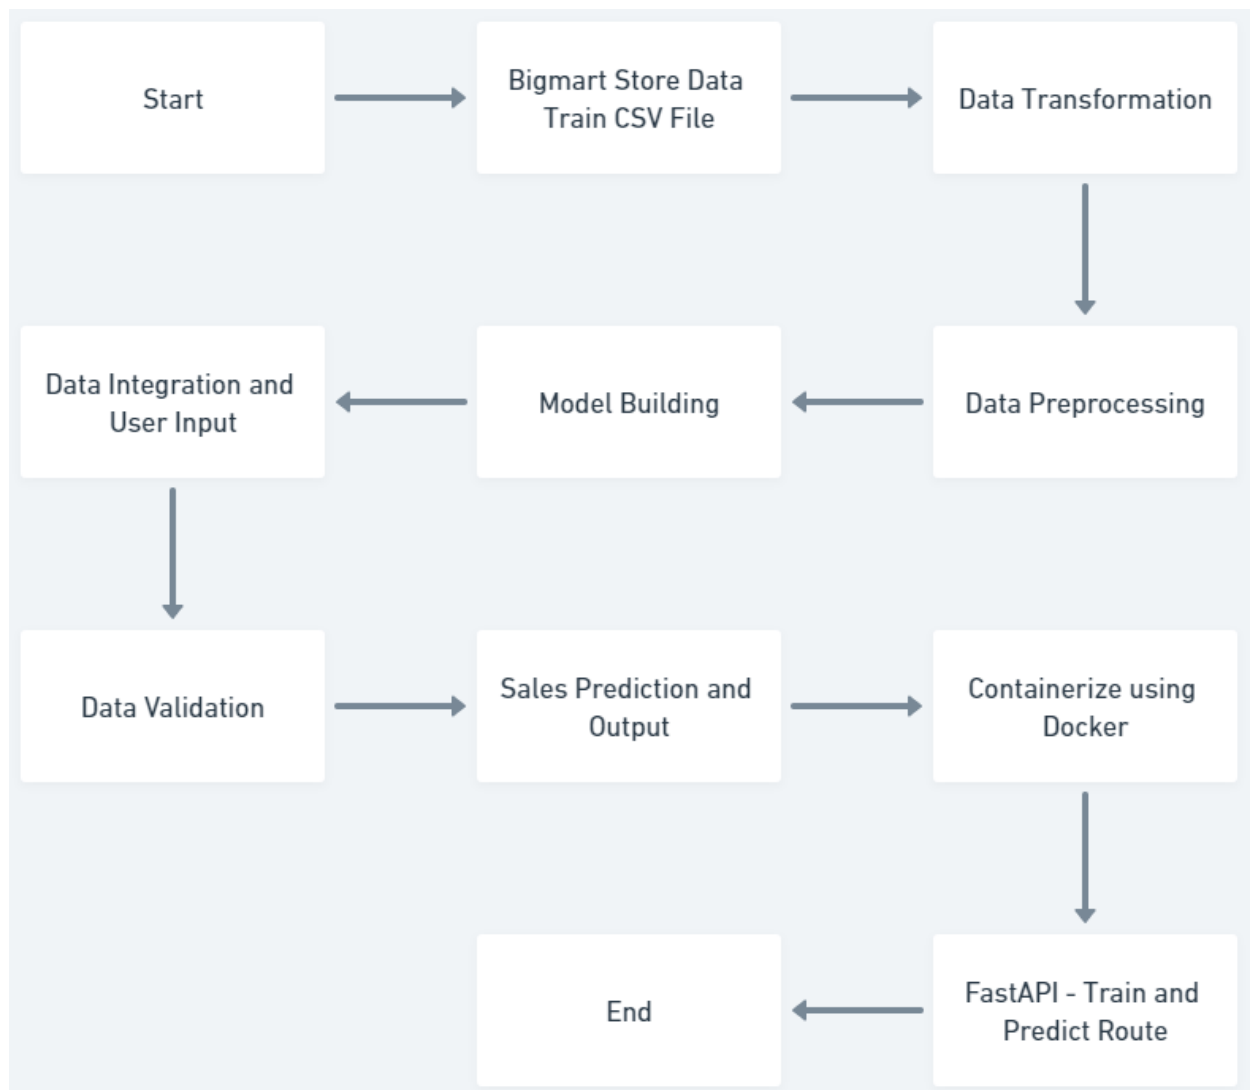 Start
Bigmart Store Data
Train CSV File
Data Transformation
Data Integration and
User Input
Model Building
Data Preprocessing
Data Validation
Sales Prediction and
Output
Containerize using
Docker
End
FastAPI - Train and
Predict Route